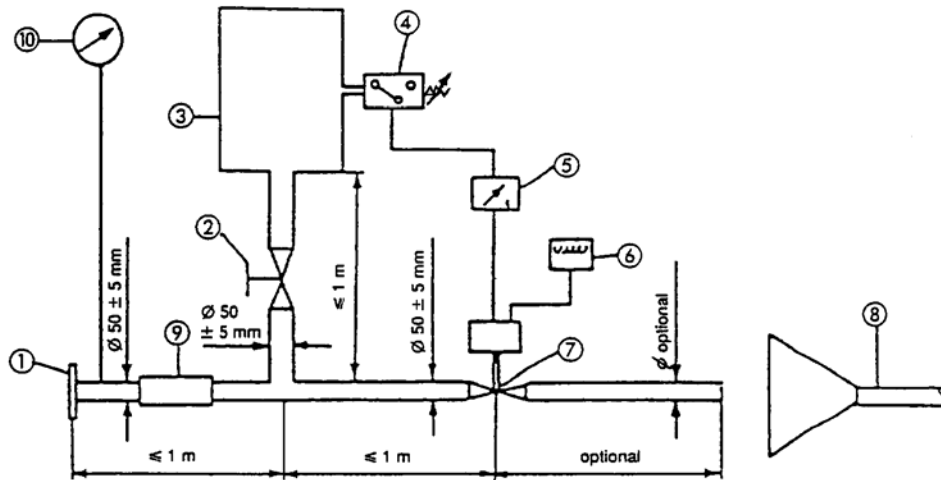 ⑩
④
③
⑤
②
⑥
≤ 1 m
Ø 50 ± 5 mm
Ø 50
± 5 mm
Ø 50 ± 5 mm
Ø optional
⑨
⑦
⑧
①
≤ 1 m
≤ 1 m
optional